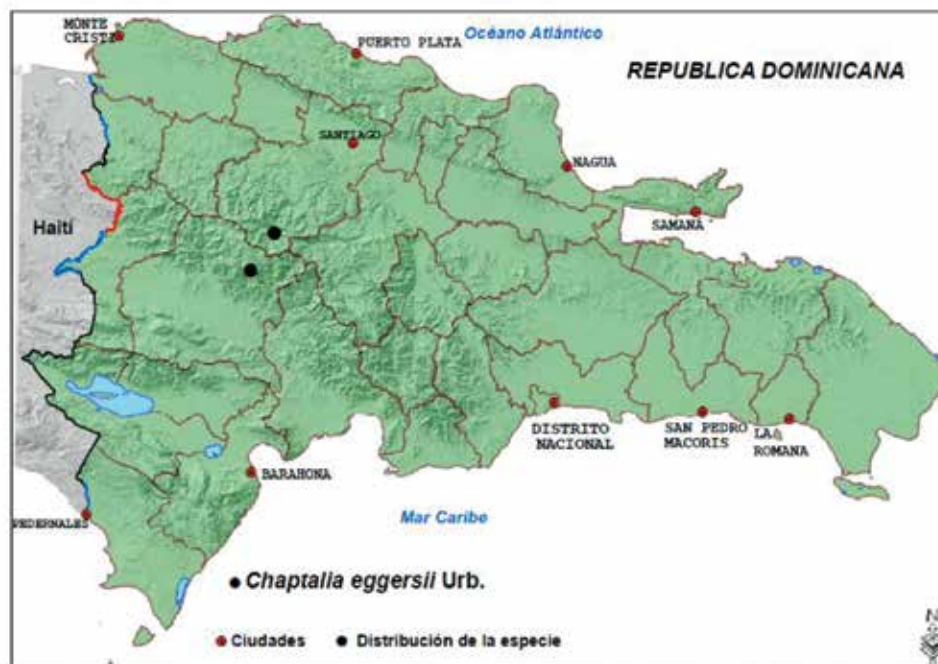 MONTE
CRISTI
PUERTO PLATA
Océano Atlántico
REPUBLICA DOMINICANA
SANTIAGO
NAGUA
SAMANA
Haití
DISTRITO
NACIONAL
SAN PEDRO
MACORIS
LA
ROMANA
BARAHONA
PEDERNALES
Mar Caribe
Chaptalia eggersii Urb.
Ciudades
Distribución de la especie
N